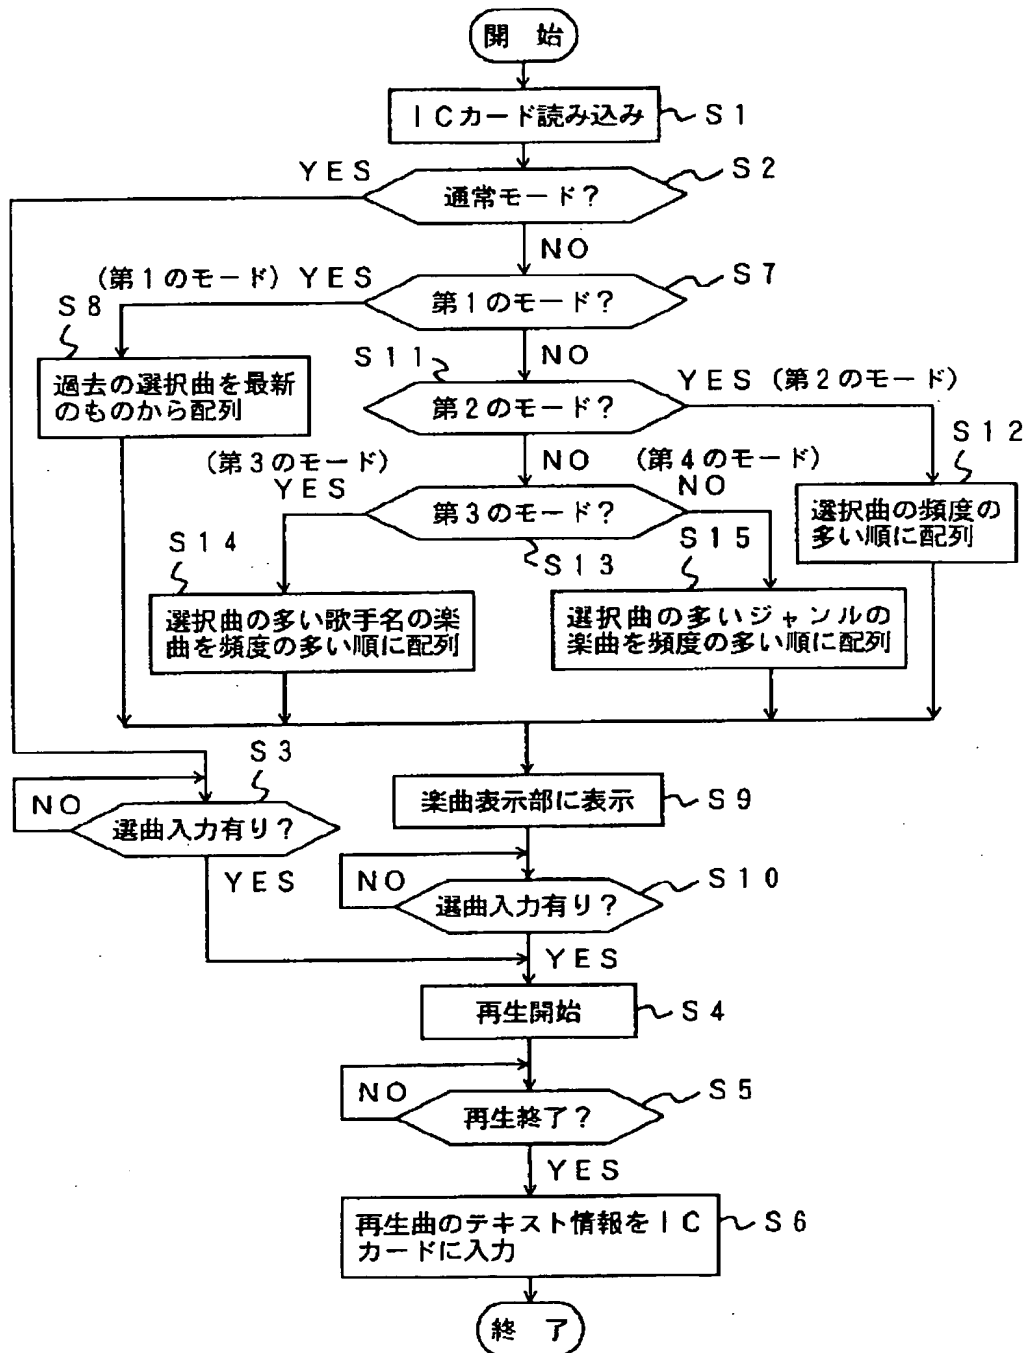 開 始
ICカード読み込み
S1
YES
通常モード?
S2
NO
(第1のモード) YES
第1のモード?
S7
S8
過去の選択曲を最新
のものから配列
S11
NO
第2のモード?
YES (第2のモード)
S12
選択曲の頻度の
多い順に配列
(第3のモード)
YES
NO
(第4のモード)
NO
第3のモード?
S13
S14
選択曲の多い歌手名の楽
曲を頻度の多い順に配列
S15
選択曲の多いジャンルの
楽曲を頻度の多い順に配列
S3
NO
選曲入力有り?
YES
楽曲表示部に表示
S9
NO
選曲入力有り?
S10
YES
再生開始
S4
NO
再生終了?
S5
YES
再生曲のテキスト情報をIC
カードに入力
S6
終 了